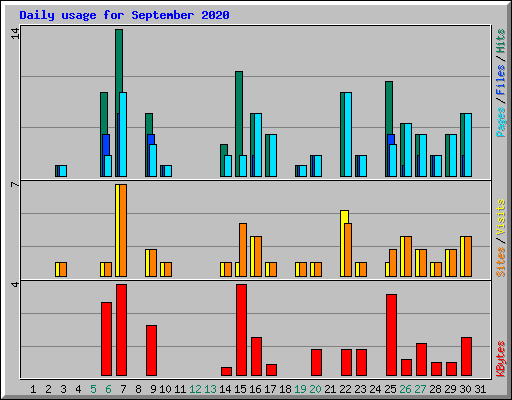 Daily usage for September 2020
14
7
4
Pages / Files / Hits
Sites / Visits
KBytes
1 2 3 4 5 6 7 8 9 10 11 12 13 14 15 16 17 18 19 20 21 22 23 24 25 26 27 28 29 30 31